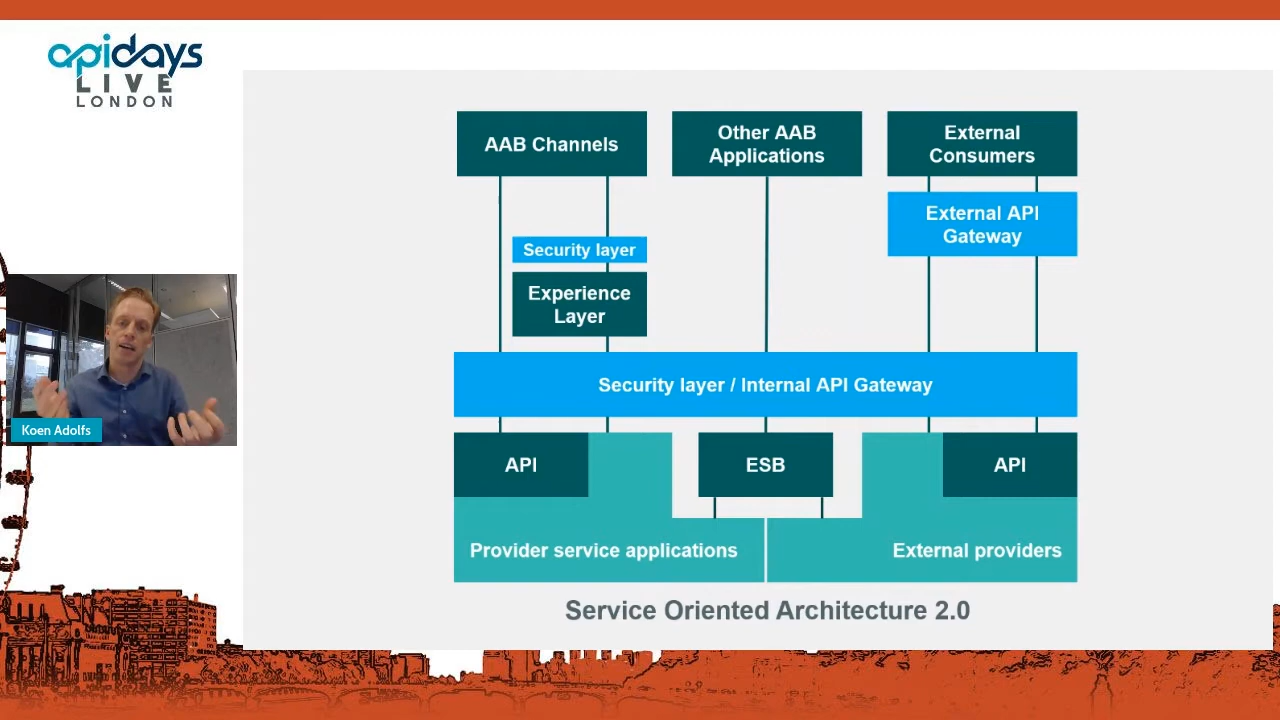 apidays
LIVE
LONDON
AAB Channels
Other AAB
Applications
External
Consumers
External API
Gateway
Security layer
Experience
Layer
Security layer / Internal API Gateway
API
ESB
API
Provider service applications
External providers
Service Oriented Architecture 2.0
Koen Adolfs